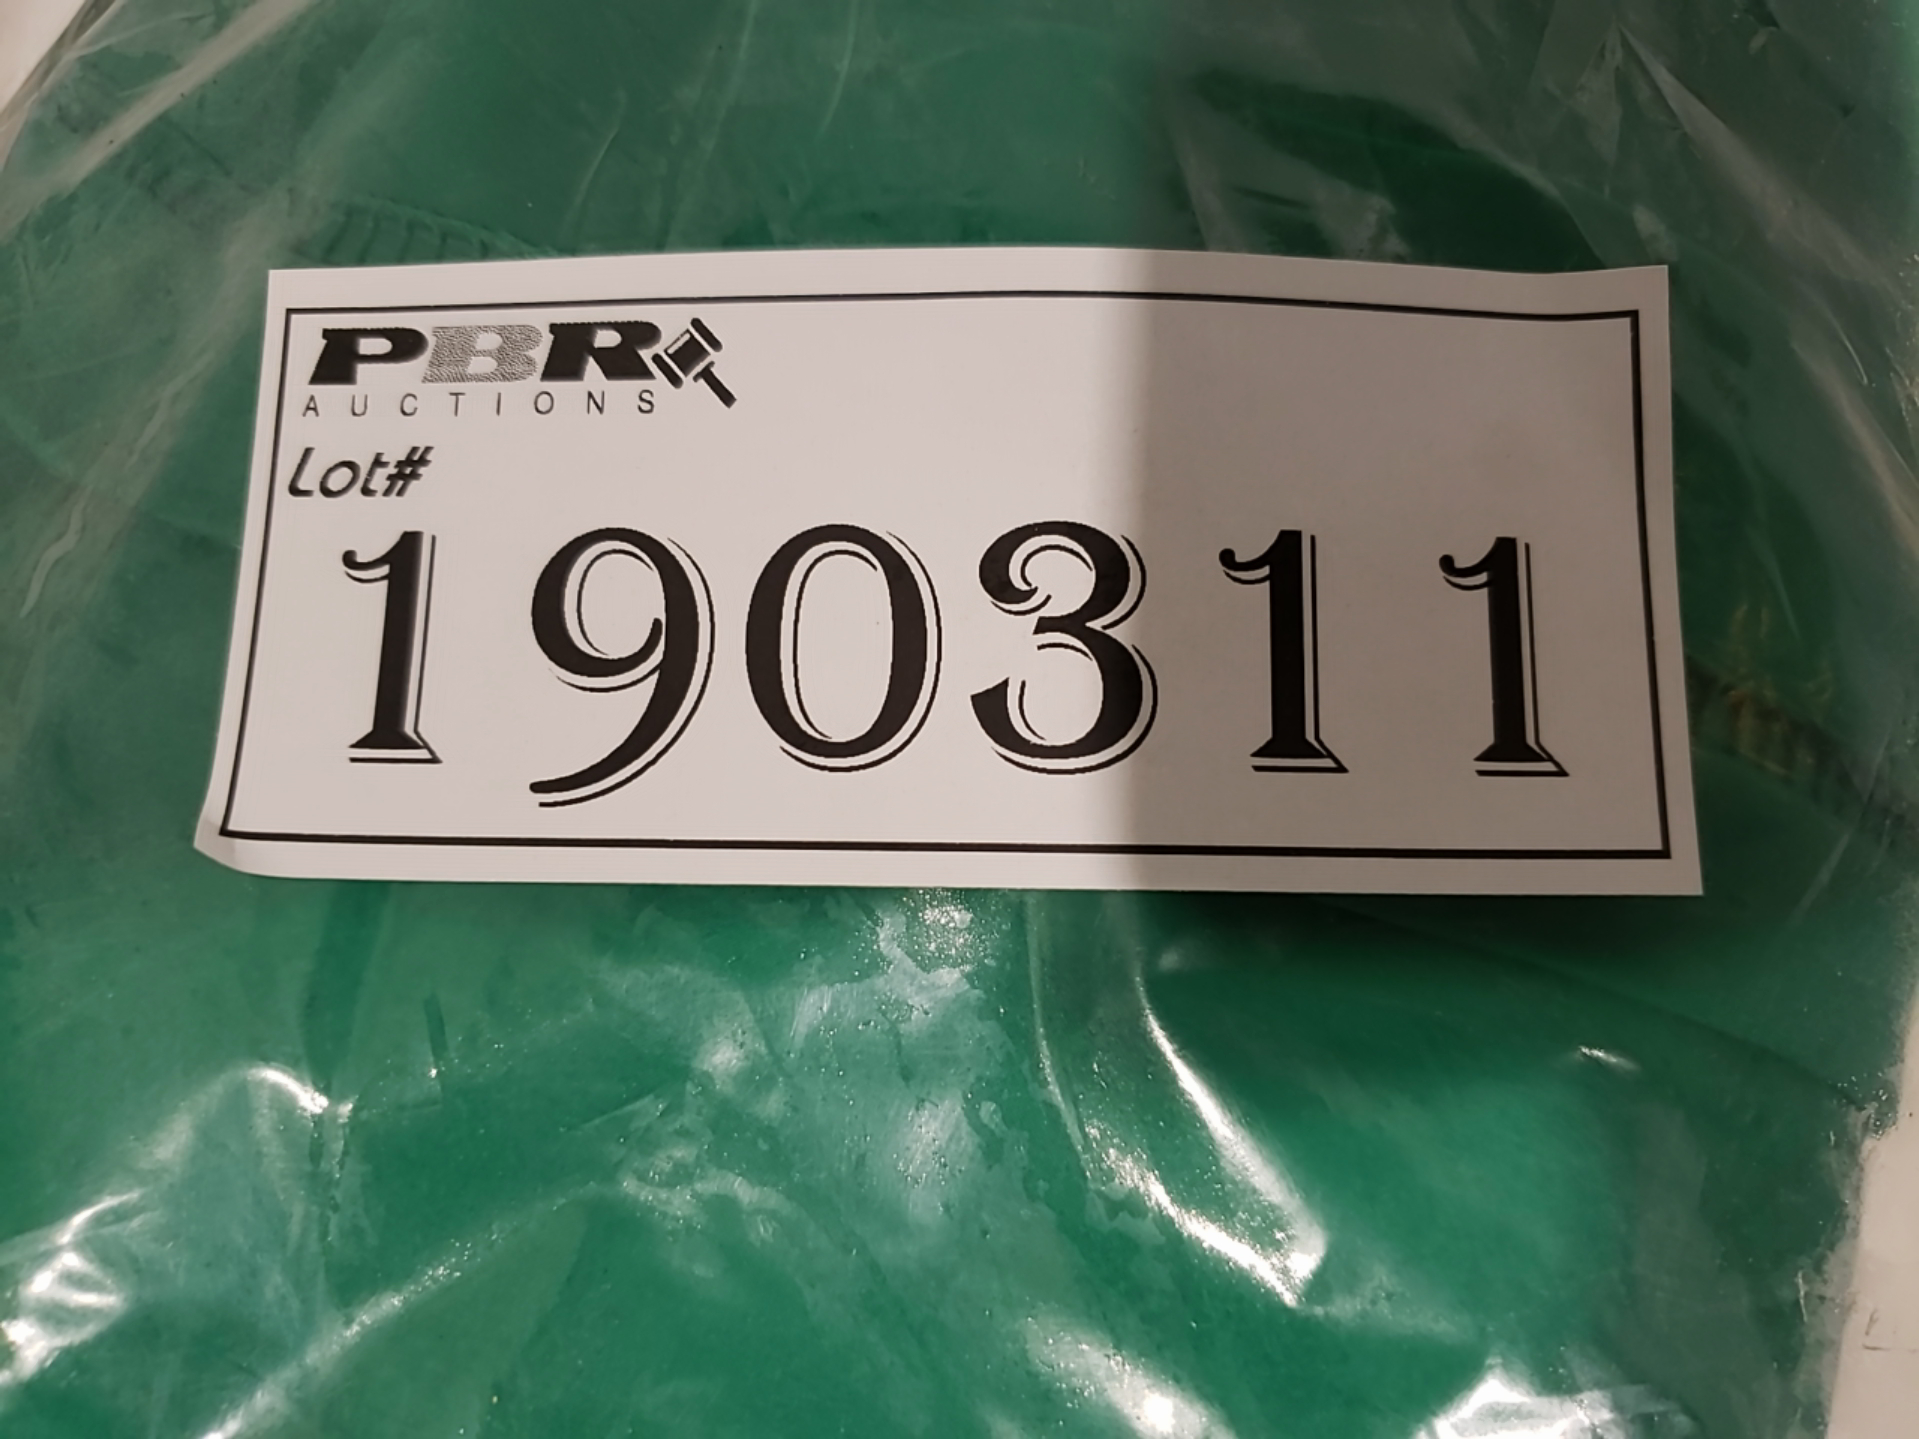 PBR
AUCTIONS
Lot#
190311